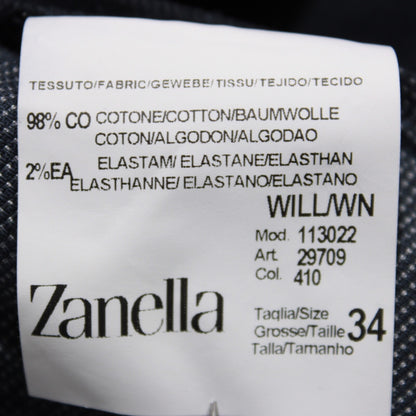 TESSUTO/FABRIC/GEWEBE/TISSU/TEJIDO/TECIDO
98% CO COTONE/COTTON/BAUMWOLLE
COTON/ALGODON/ALGODAO
2%EA ELASTAM/ ELASTANE/ELASTHAN
ELASTHANNE/ ELASTANO/ELASTANO
WILL/WN
Mod. 113022
Art. 29709
Col. 410
Zanella
Taglia/Size
Grosse/Taille 34
Talla/Tamanho